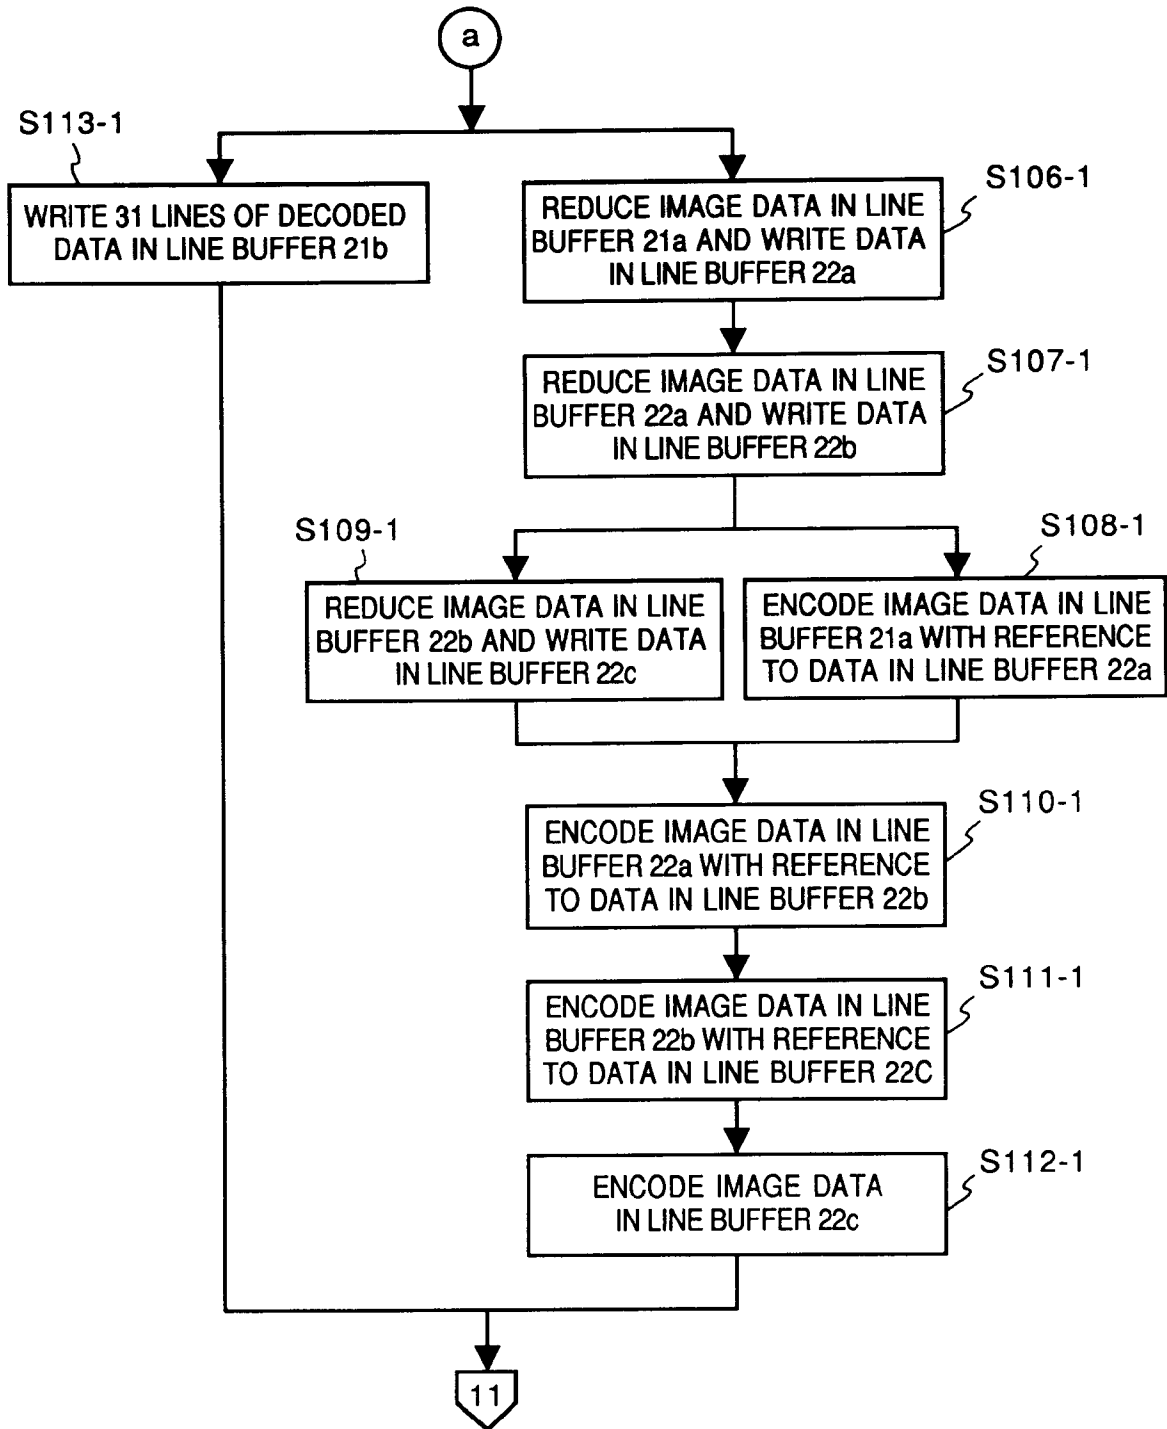 a
S113-1
WRITE 31 LINES OF DECODED
DATA IN LINE BUFFER 21b
S106-1
REDUCE IMAGE DATA IN LINE
BUFFER 21a AND WRITE DATA
IN LINE BUFFER 22a
S107-1
REDUCE IMAGE DATA IN LINE
BUFFER 22a AND WRITE DATA
IN LINE BUFFER 22b
S109-1
REDUCE IMAGE DATA IN LINE
BUFFER 22b AND WRITE DATA
IN LINE BUFFER 22c
S108-1
ENCODE IMAGE DATA IN LINE
BUFFER 21a WITH REFERENCE
TO DATA IN LINE BUFFER 22a
S110-1
ENCODE IMAGE DATA IN LINE
BUFFER 22a WITH REFERENCE
TO DATA IN LINE BUFFER 22b
S111-1
ENCODE IMAGE DATA IN LINE
BUFFER 22b WITH REFERENCE
TO DATA IN LINE BUFFER 22C
S112-1
ENCODE IMAGE DATA
IN LINE BUFFER 22c
11